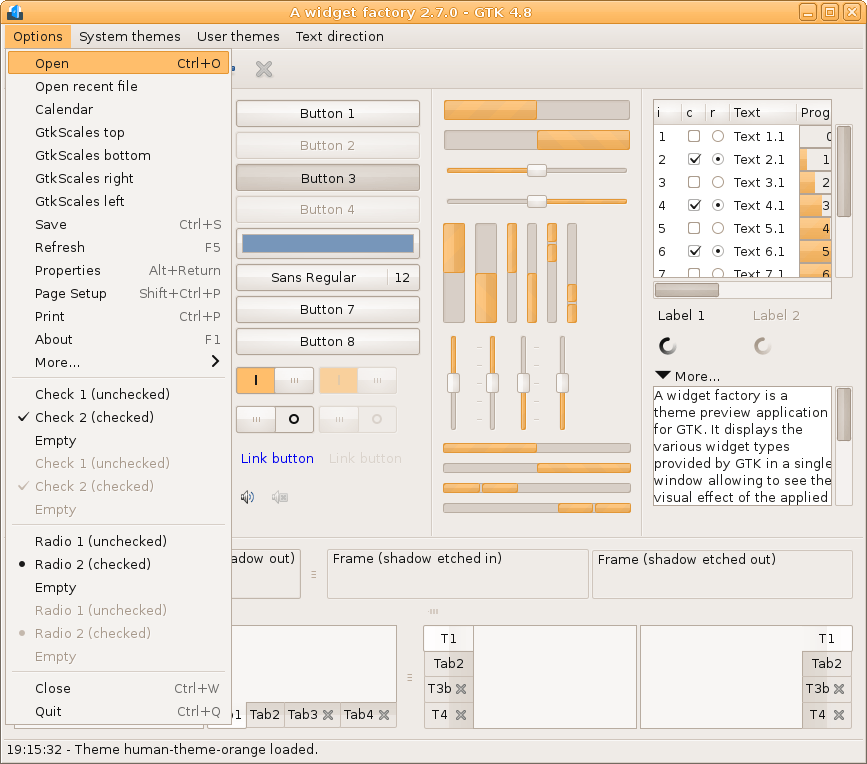 A widget factory 2.7.0 - GTK 4.8
Options System themes User themes Text direction
Open Ctrl+O
Open recent file
Calendar
GtkScales top
GtkScales bottom
GtkScales right
GtkScales left
Save Ctrl+S
Refresh F5
Properties Alt+Return
Page Setup Shift+Ctrl+P
Print Ctrl+P
About F1
More...
Check 1 (unchecked)
Check 2 (checked)
Empty
Check 1 (unchecked)
Check 2 (checked)
Empty
Radio 1 (unchecked)
Radio 2 (checked)
Empty
Radio 1 (unchecked)
Radio 2 (checked)
Empty
Close Ctrl+W
Quit Ctrl+Q
Button 1
Button 2
Button 3
Button 4
Sans Regular 12
Button 7
Button 8
Link button Link button
i c r Text Prog
1 Text 1.1 0
2 Text 2.1 1
3 Text 3.1 2
4 Text 4.1 3
5 Text 5.1 4
6 Text 6.1 5
7 Text 7.1 6
Label 1 Label 2
More...
A widget factory is a
theme preview application
for GTK. It displays the
various widget types
provided by GTK in a single
window allowing to see the
visual effect of the applied
out) Frame (shadow etched in) Frame (shadow etched out)
Tab2 Tab3 Tab4
T1
Tab2
T3b
T4
T1
Tab2
T3b
T4
19:15:32 - Theme human-theme-orange loaded.